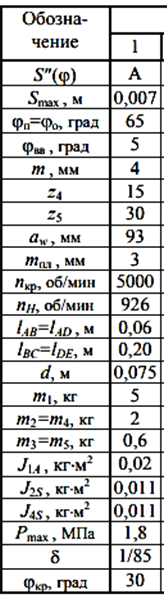 Обозна-
чение 1
S″(φ) А
Smax , м 0,007
φп=φо, град 65
φвв , град 5
m , мм 4
z4 15
z5 30
aw, мм 93
mпл , мм 3
nкр, об/мин 5000
nН, об/мин 926
lAB=lAD, м 0,06
lBC=lDE, м 0,20
d, м 0,075
m1, кг 5
m2=m4, кг 2
m3=m5, кг 0,6
J1A , кг·м² 0,02
J2S , кг·м² 0,011
J4S , кг·м² 0,011
Pmax , МПа 1,8
δ 1/85
φкр, град 30